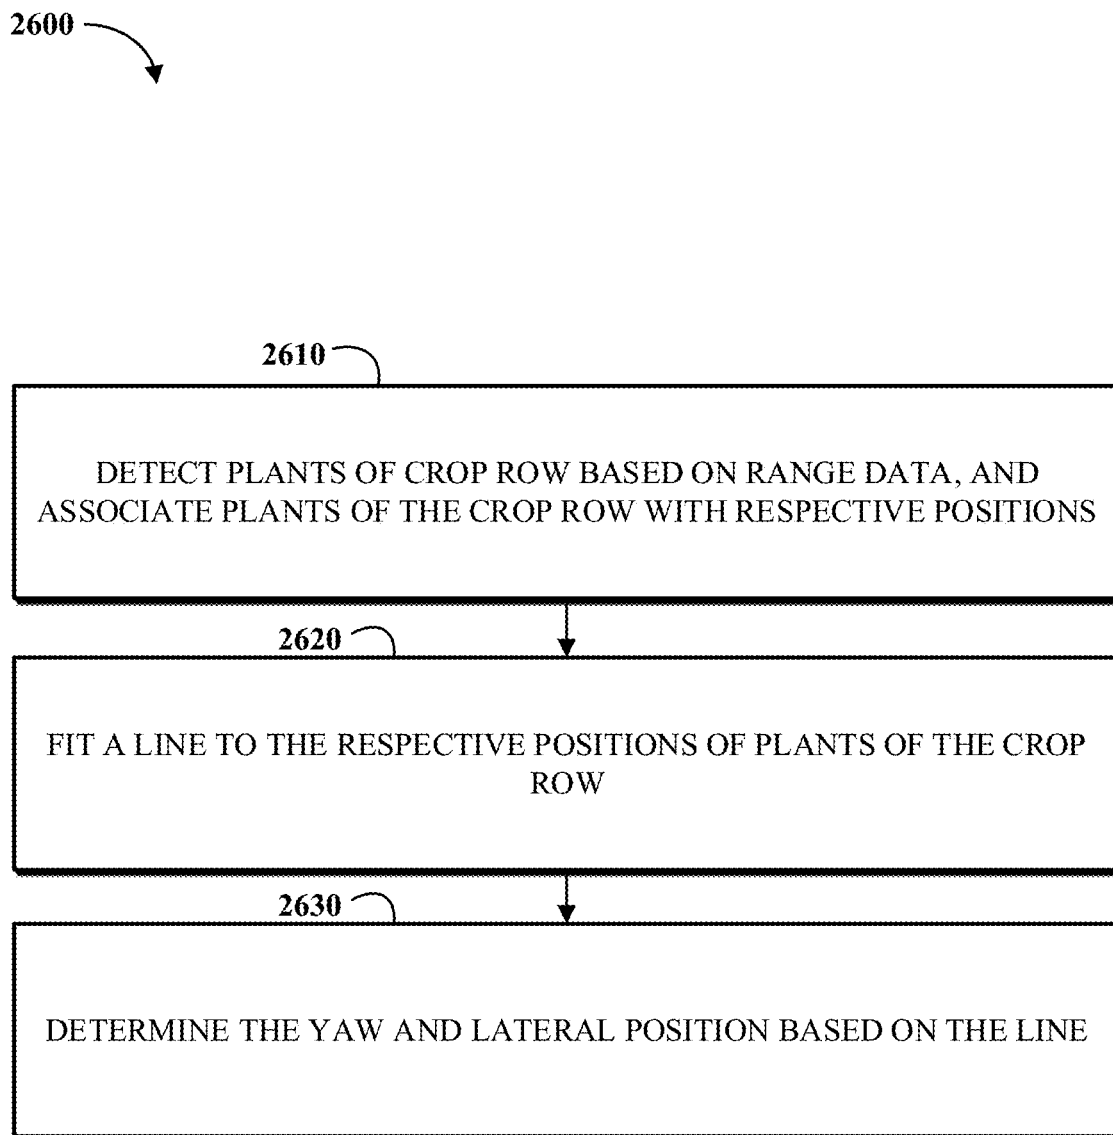 2600
2610
DETECT PLANTS OF CROP ROW BASED ON RANGE DATA, AND
ASSOCIATE PLANTS OF THE CROP ROW WITH RESPECTIVE POSITIONS
2620
FIT A LINE TO THE RESPECTIVE POSITIONS OF PLANTS OF THE CROP
ROW
2630
DETERMINE THE YAW AND LATERAL POSITION BASED ON THE LINE